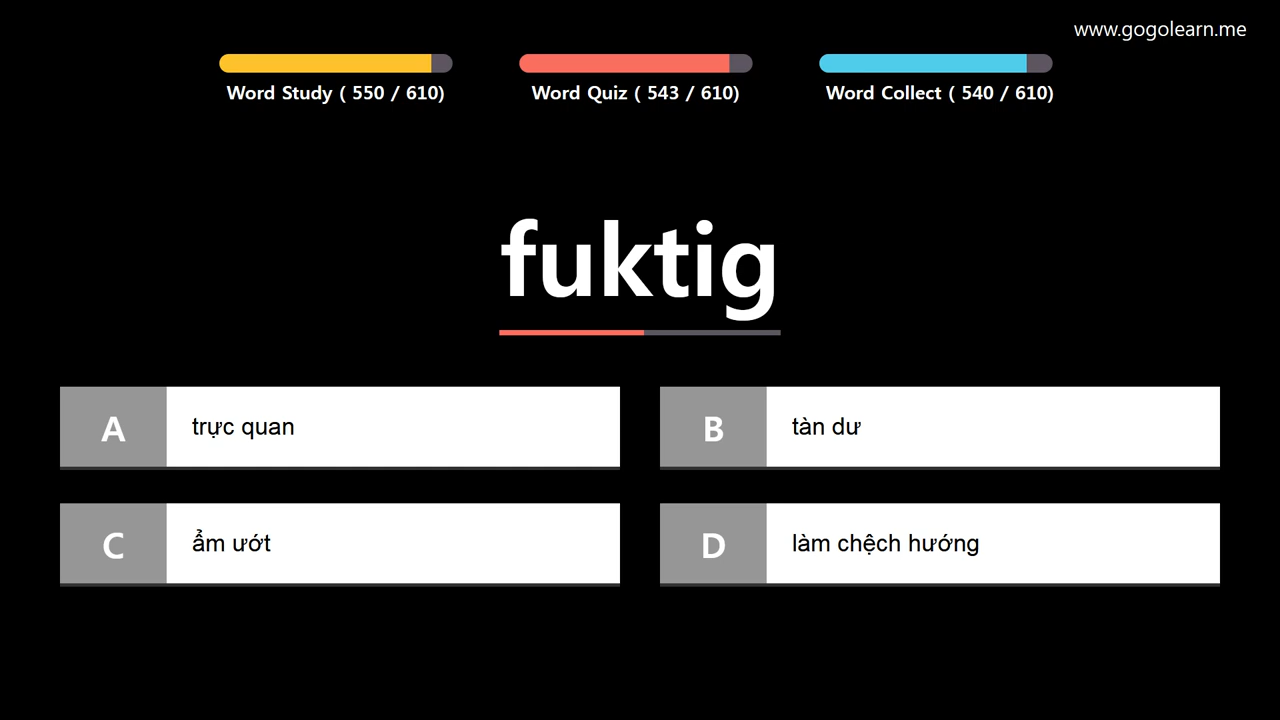 www.gogolearn.me
Word Study ( 550 / 610)
Word Quiz ( 543 / 610)
Word Collect ( 540 / 610)
fuktig
A
trực quan
B
tàn dư
C
ẩm ướt
D
làm chệch hướng